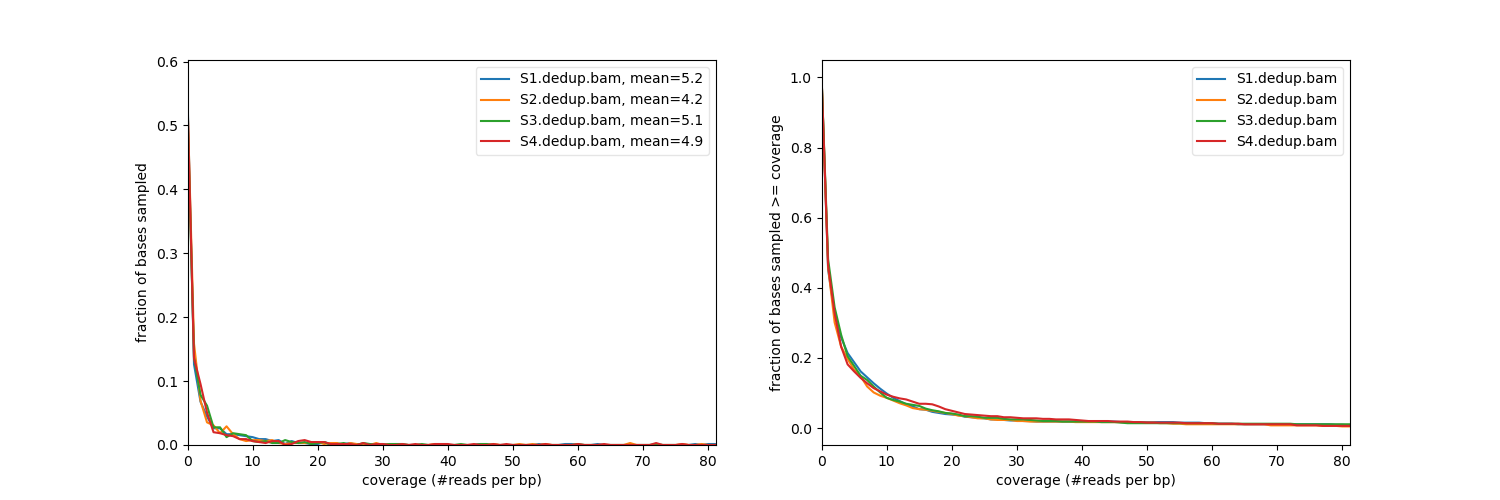 S1.dedup.bam, mean=5.2
S2.dedup.bam, mean=4.2
S3.dedup.bam, mean=5.1
S4.dedup.bam, mean=4.9
fraction of bases sampled
0.6
0.5
0.4
0.3
0.2
0.1
0.0
0 10 20 30 40 50 60 70 80
coverage (#reads per bp)
S1.dedup.bam
S2.dedup.bam
S3.dedup.bam
S4.dedup.bam
fraction of bases sampled >= coverage
1.0
0.8
0.6
0.4
0.2
0.0
0 10 20 30 40 50 60 70 80
coverage (#reads per bp)